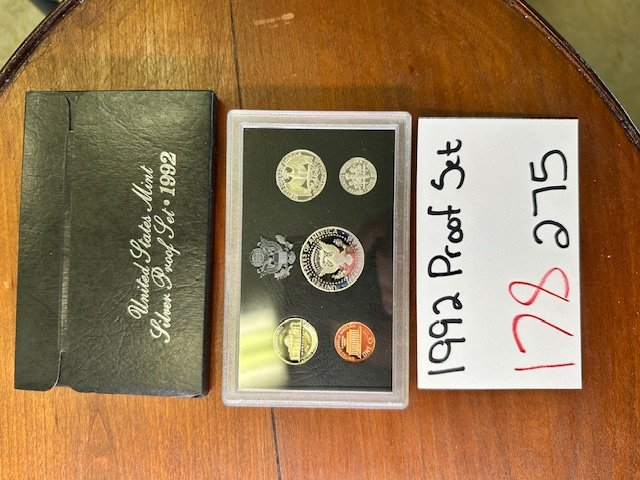 United States Mint
Silver Proof Set • 1992
1992 Proof Set
178 275